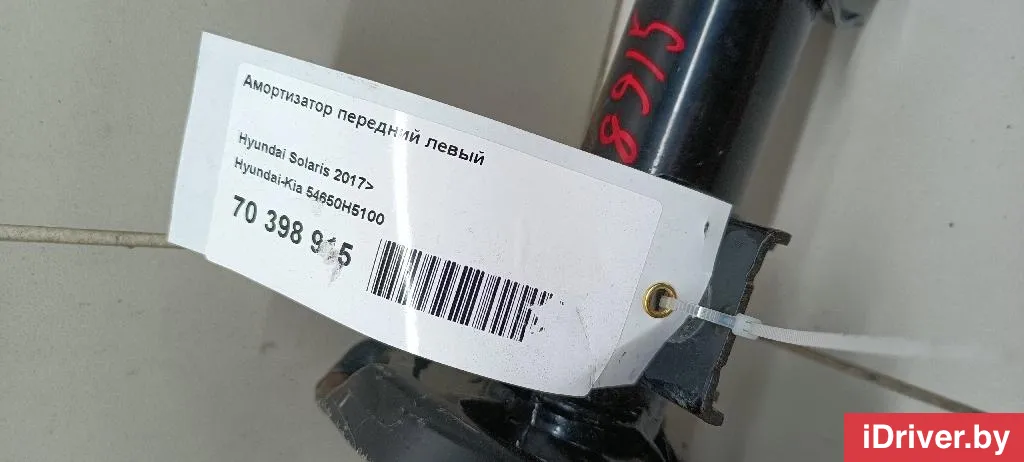 Амортизатор передний левый
Hyundai Solaris 2017>
Hyundai-Kia 54650H5100
70 398 915
8915
iDriver.by